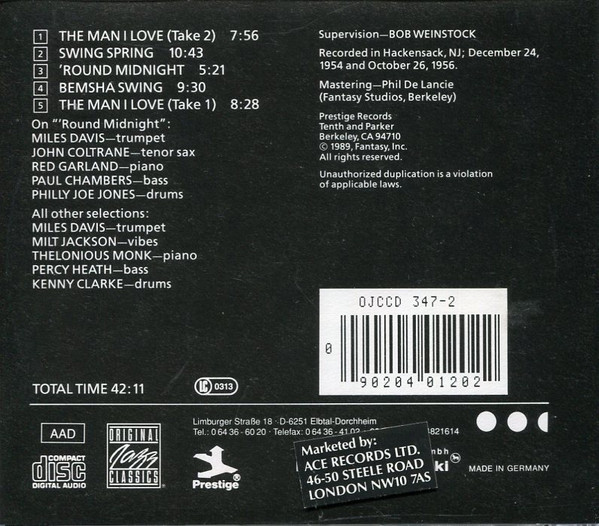 1 THE MAN I LOVE (Take 2) 7:56
2 SWING SPRING 10:43
3 'ROUND MIDNIGHT 5:21
4 BEMSHA SWING 9:30
5 THE MAN I LOVE (Take 1) 8:28
On "'Round Midnight":
MILES DAVIS—trumpet
JOHN COLTRANE—tenor sax
RED GARLAND—piano
PAUL CHAMBERS—bass
PHILLY JOE JONES—drums
All other selections:
MILES DAVIS—trumpet
MILT JACKSON—vibes
THELONIOUS MONK—piano
PERCY HEATH—bass
KENNY CLARKE—drums
TOTAL TIME 42:11
LC 0313
Supervision—BOB WEINSTOCK
Recorded in Hackensack, NJ; December 24,
1954 and October 26, 1956.
Mastering—Phil De Lancie
(Fantasy Studios, Berkeley)
Prestige Records
Tenth and Parker
Berkeley, CA 94710
© 1989, Fantasy, Inc.
All rights reserved.
Unauthorized duplication is a violation
of applicable laws.
OJCCD 347-2
0 90204 01202
AAD
COMPACT
disc
DIGITAL AUDIO
ORIGINAL
Jazz
CLASSICS
Prestige
Limburger Straße 18 · D-6251 Elbtal-Dorchheim
Tel.: 0 64 36 - 60 20 · Telefax: 0 64 36 - 41 02 4821614
Marketed by:
ACE RECORDS LTD.
46-50 STEELE ROAD
LONDON NW10 7AS
MADE IN GERMANY